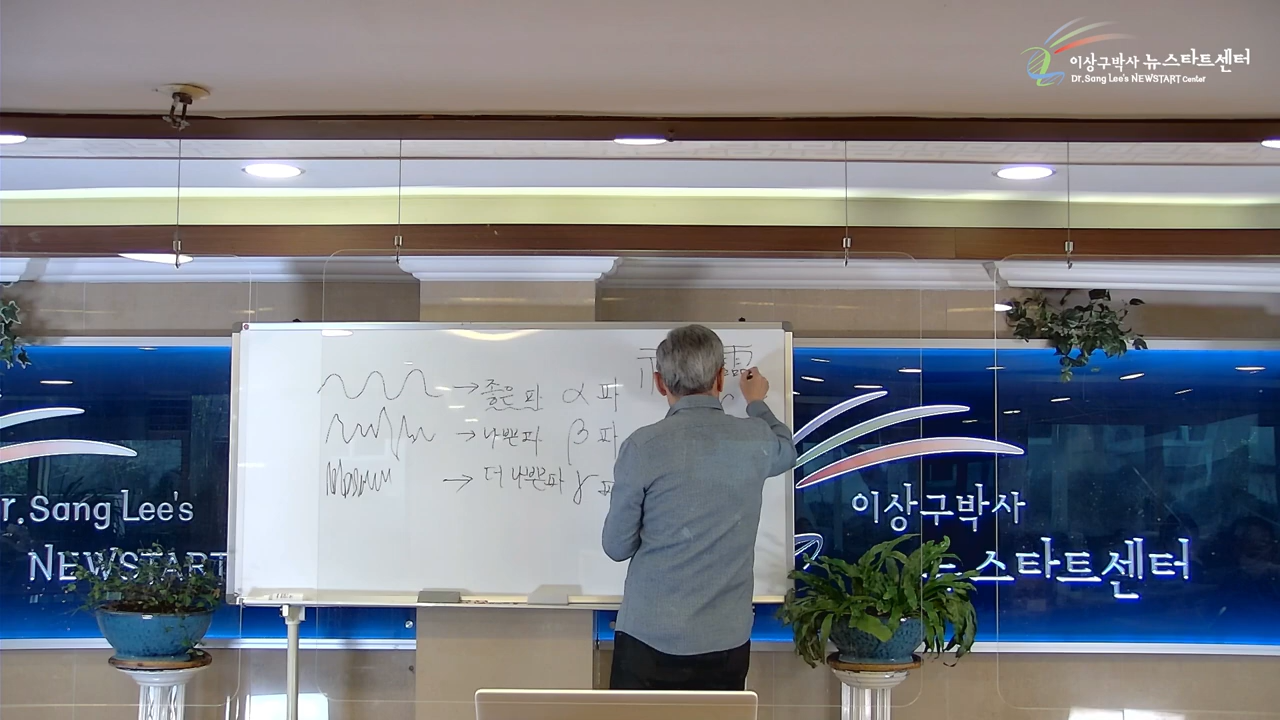 이상구박사 뉴스타트센터
Dr. Sang Lee's NEWSTART Center
→ 좋은 파 α 파
→ 나쁜파 β 파
→ 더 나쁜파 γ 파
r. Sang Lee's
NEWSTART
이상구박사
스타트센터